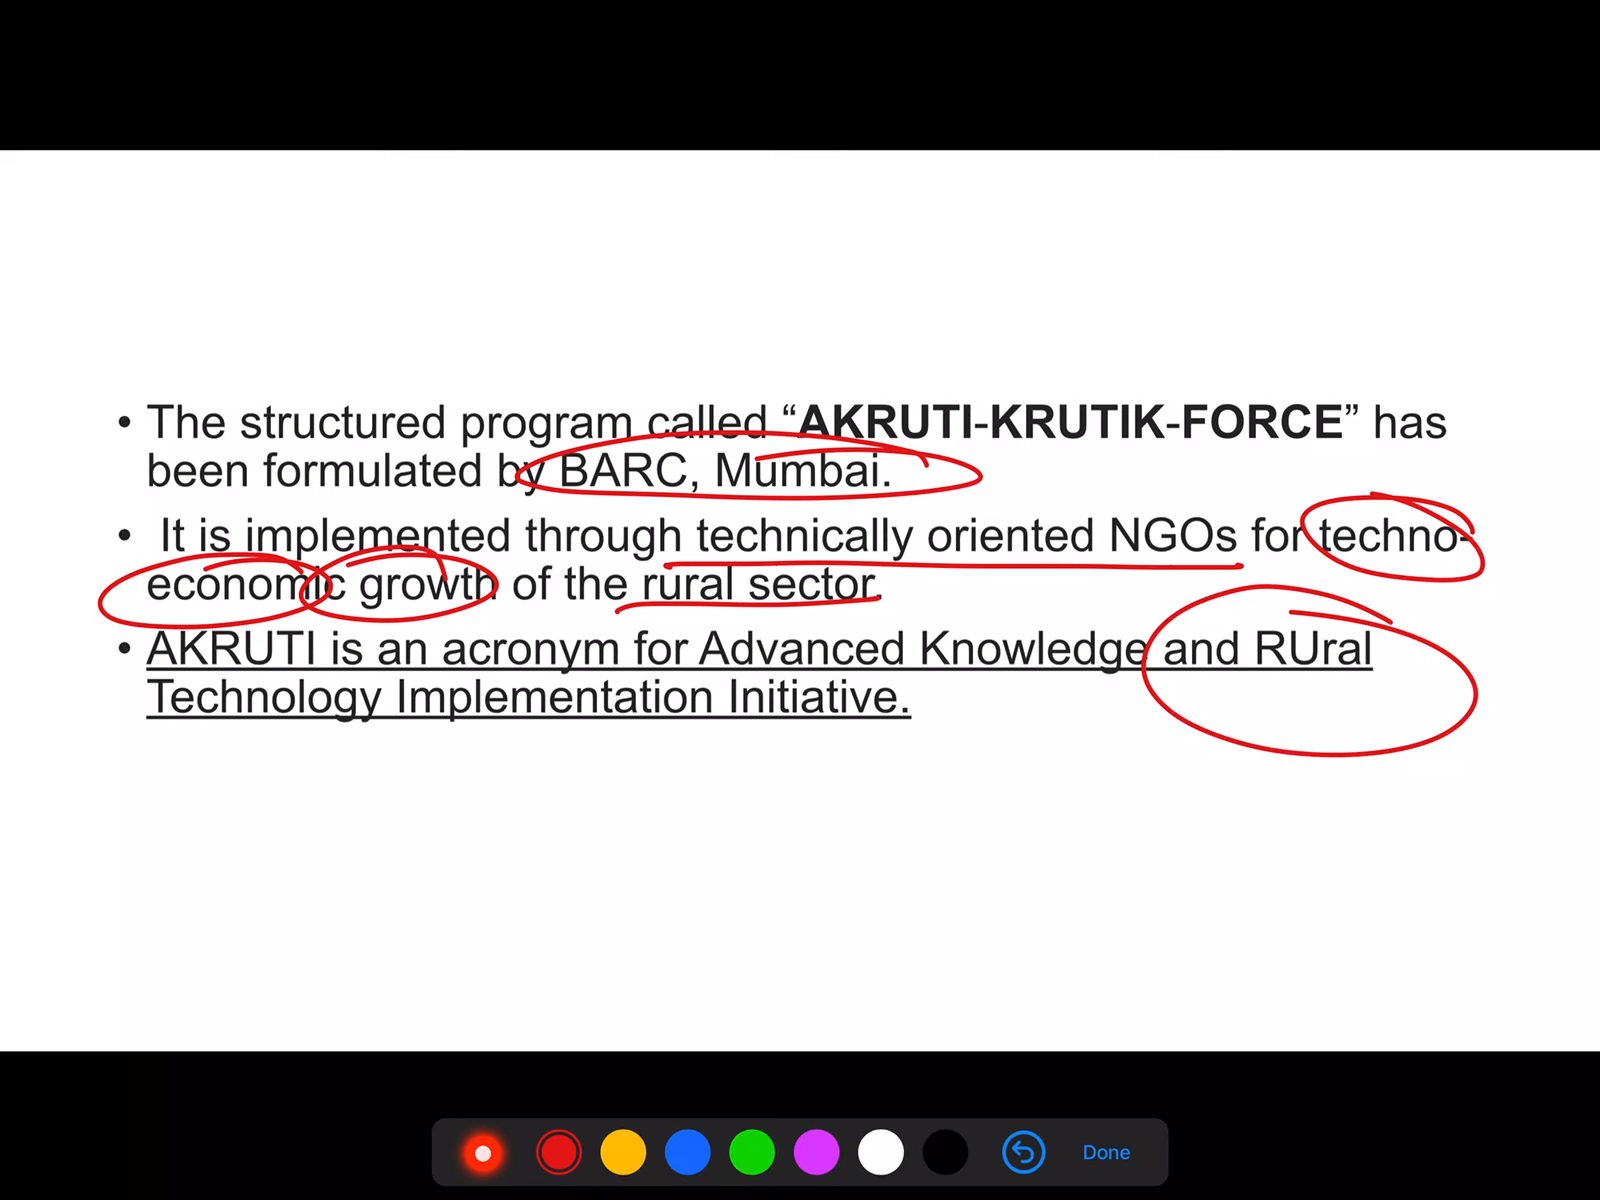 • The structured program called “AKRUTI-KRUTIK-FORCE” has
been formulated by BARC, Mumbai.
• It is implemented through technically oriented NGOs for techno-
economic growth of the rural sector.
• AKRUTI is an acronym for Advanced Knowledge and RUral
Technology Implementation Initiative.
Done